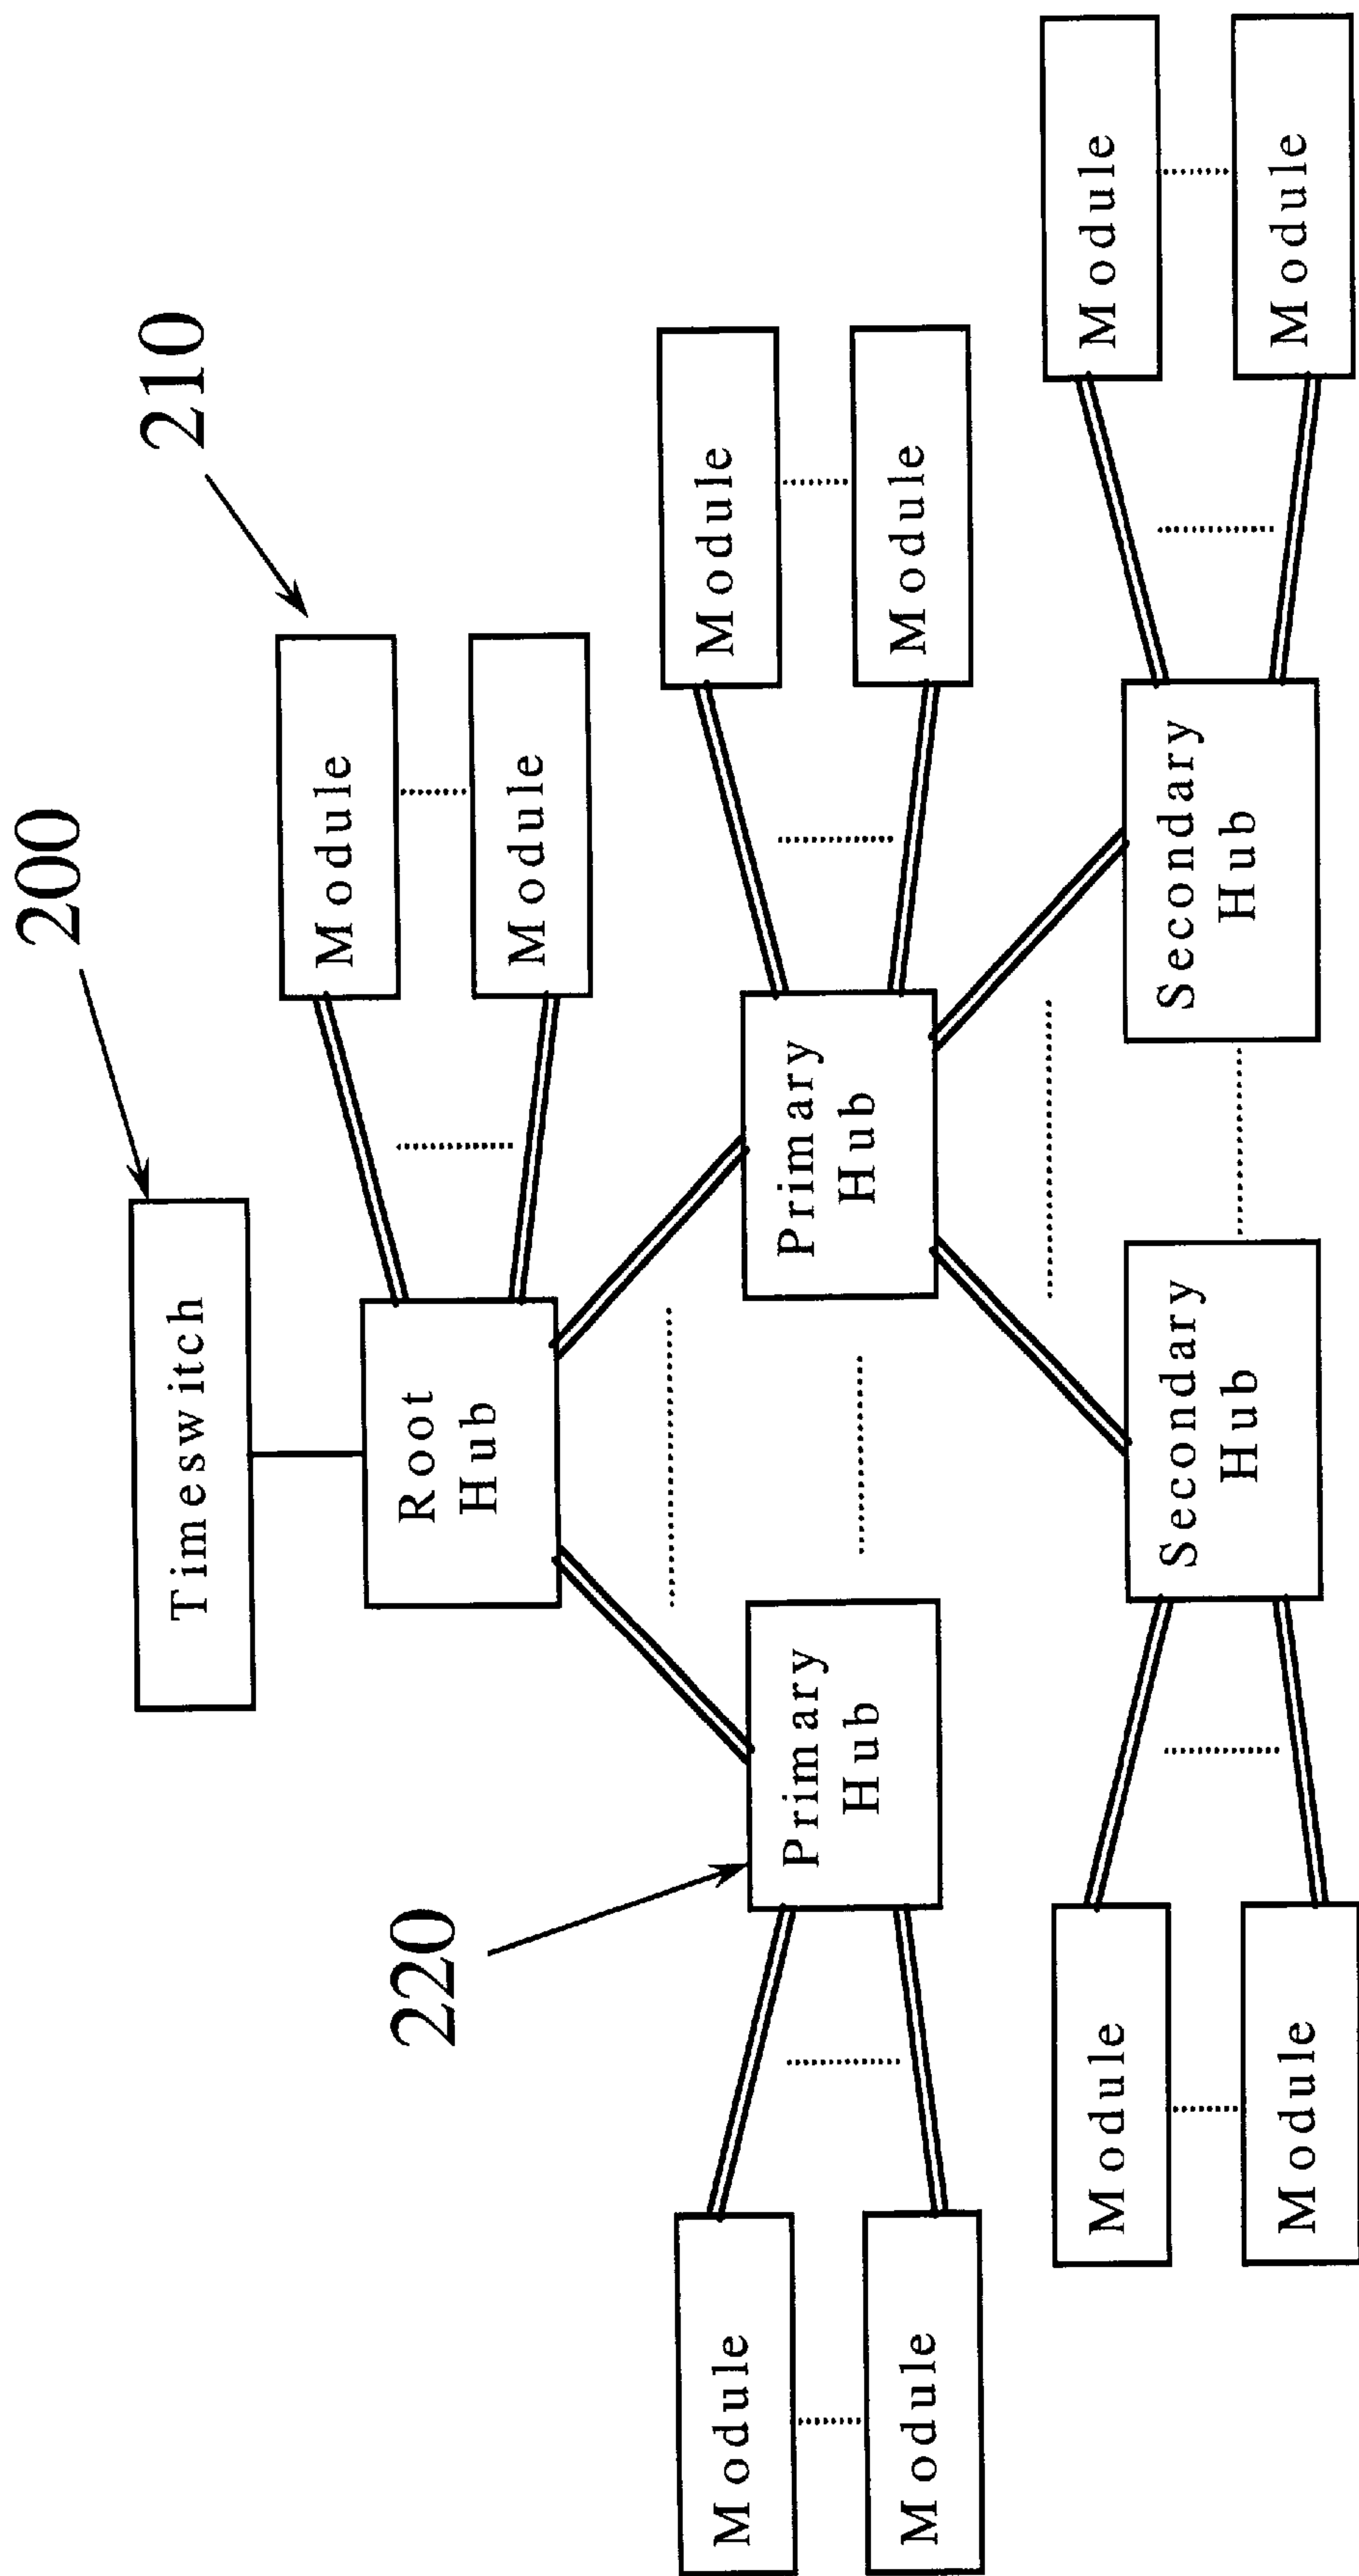 200
Timeswitch
210
Module
220
Root
Hub
Module
Module
Primary
Hub
Primary
Hub
Module
Module
Module
Module
Secondary
Hub
Secondary
Hub
Module
Module
Module